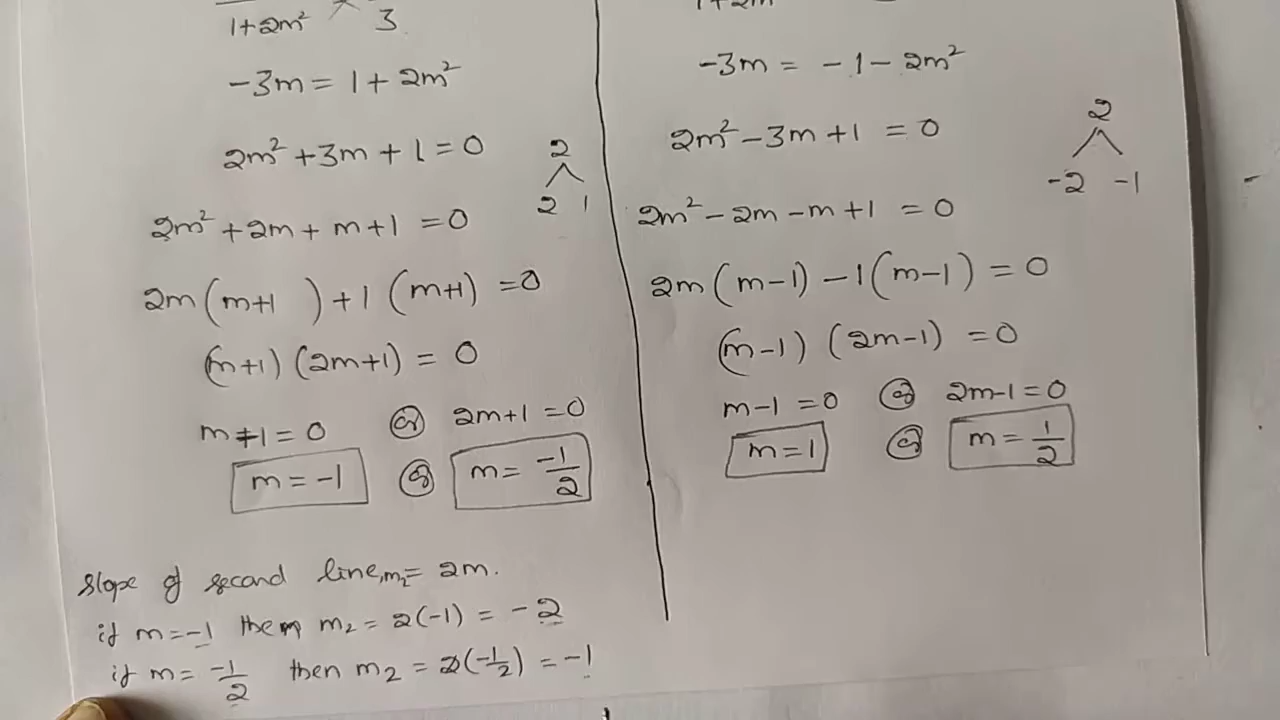 1+2m² 3
-3m = 1 + 2m²
2m² + 3m + 1 = 0
2
2 1
2m² + 2m + m + 1 = 0
2m (m+1) + 1 (m+1) = 0
(m+1) (2m+1) = 0
m+1 = 0 or 2m+1 = 0
m = -1 or m = -1/2
1+2m
-3m = -1 - 2m²
2m² - 3m + 1 = 0
2
-2 -1
2m² - 2m - m + 1 = 0
2m (m-1) - 1 (m-1) = 0
(m-1) (2m-1) = 0
m-1 = 0 or 2m-1 = 0
m = 1 or m = 1/2
slope of second line, m₂ = 2m.
if m = -1 then m₂ = 2(-1) = -2
if m = -1/2 then m₂ = 2(-1/2) = -1